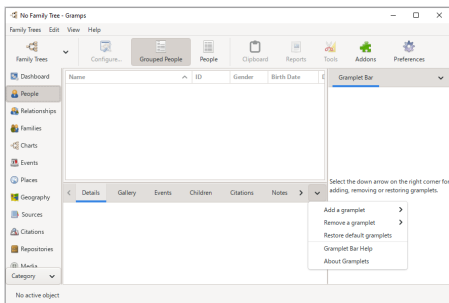 No Family Tree - Gramps
Family Trees Edit View Help
Family Trees Configure... Grouped People People Clipboard Reports Tools Addons Preferences
Dashboard
People
Relationships
Families
Charts
Events
Places
Geography
Sources
Citations
Repositories
Media
Category
Name ID Gender Birth Date
Gramplet Bar
Select the down arrow on the right corner for
adding, removing or restoring gramplets.
Details Gallery Events Children Citations Notes
Add a gramplet
Remove a gramplet
Restore default gramplets
Gramplet Bar Help
About Gramplets
No active object